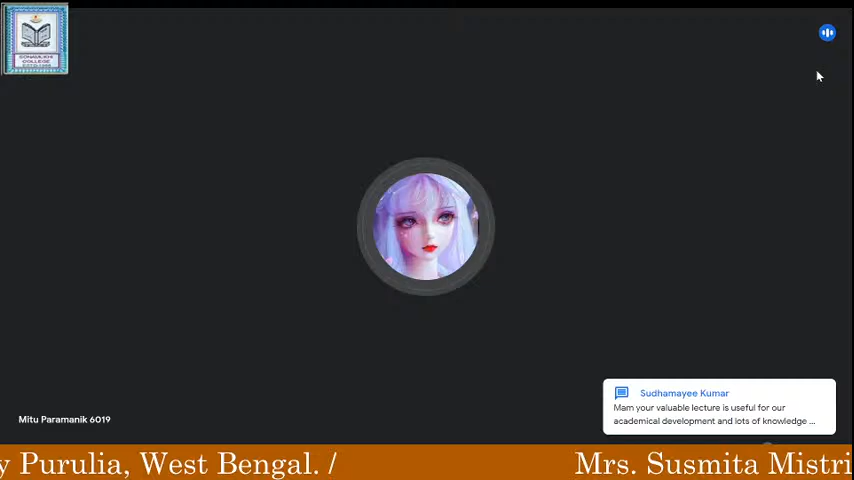 COLLEGE
Mitu Paramanik 6019
Sudhamayee Kumar
Mam your valuable lecture is useful for our
academical development and lots of knowledge ...
y Purulia, West Bengal. /
Mrs. Susmita Mistri